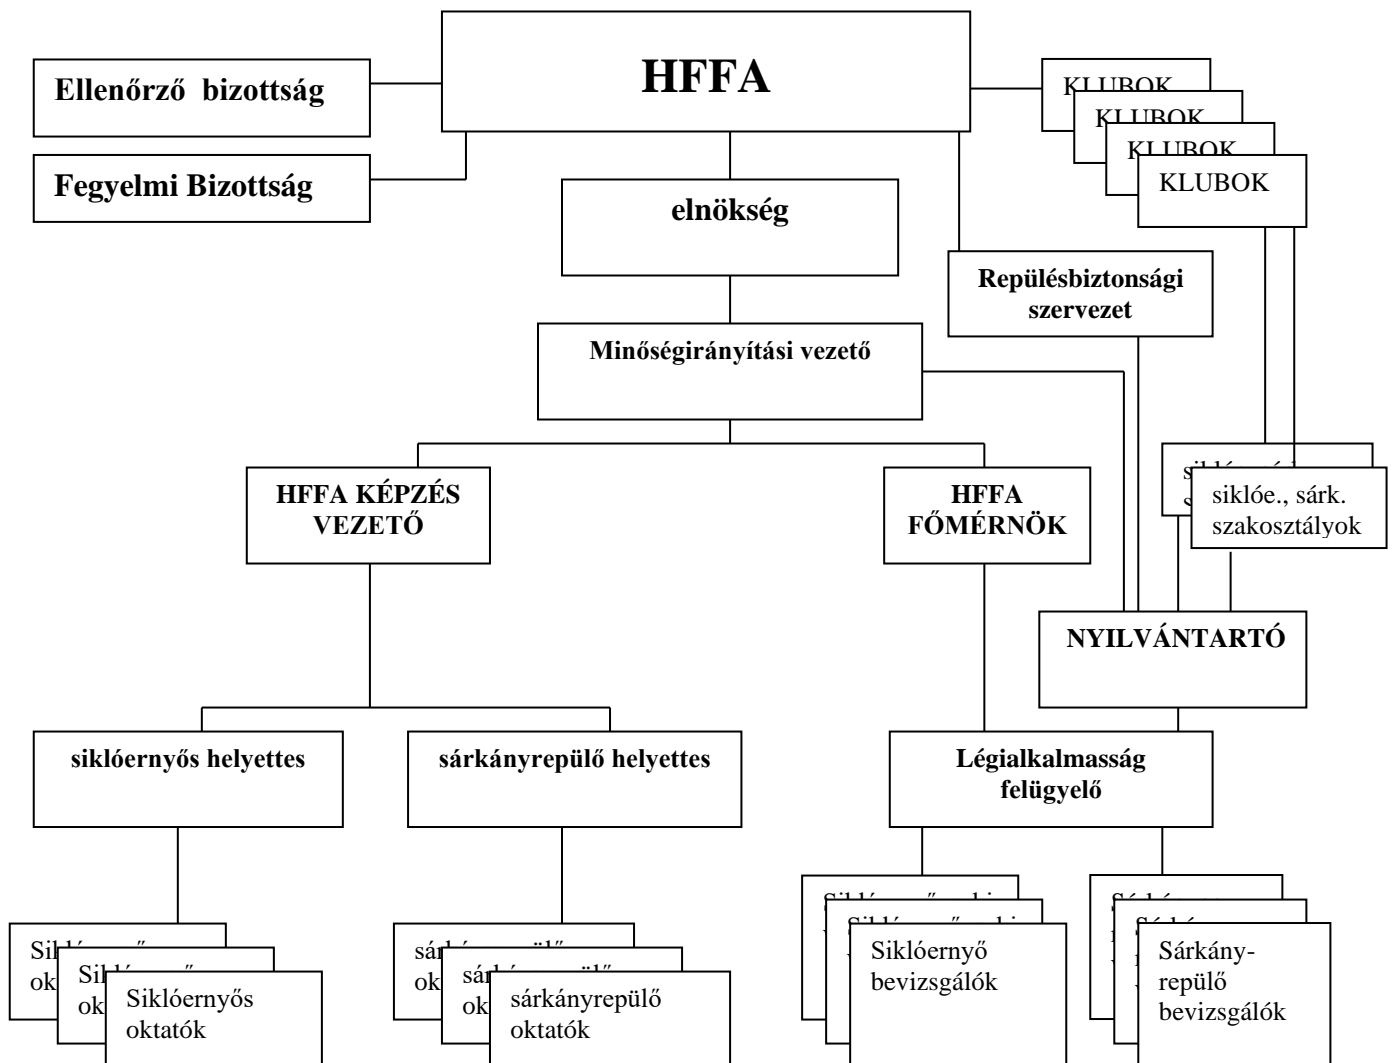 HFFA
Ellenőrző bizottság
Fegyelmi Bizottság
KLUBOK
KLUBOK
KLUBOK
KLUBOK
elnökség
Repülésbiztonsági
szervezet
Minőségirányítási vezető
HFFA KÉPZÉS
VEZETŐ
HFFA
FŐMÉRNÖK
siklóe., sárk.
szakosztályok
NYILVÁNTARTÓ
siklóernyős helyettes
sárkányrepülő helyettes
Légialkalmasság
felügyelő
Siklóernyős
oktatók
sárkányrepülő
oktatók
Siklóernyő
bevizsgálók
Sárkány-
repülő
bevizsgálók